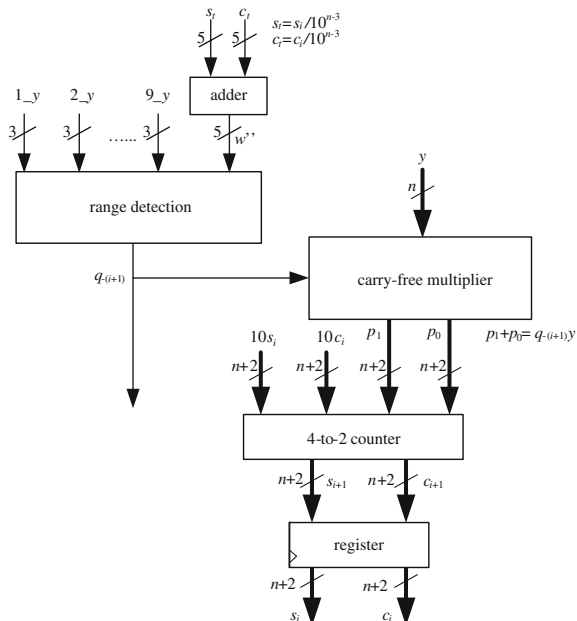 s_t c_t s_t=s_i/10^{n-3}
5 5 c_t=c_i/10^{n-3}
adder
1_y 2_y 9_y
3 3 …... 3 5 w’’
range detection
y
n
q_{-(i+1)}
carry-free multiplier
10s_i 10c_i p_1 p_0 p_1+p_0= q_{-(i+1)}y
n+2 n+2 n+2 n+2
4-to-2 counter
n+2 s_{i+1} n+2 c_{i+1}
register
n+2 n+2
s_i c_i